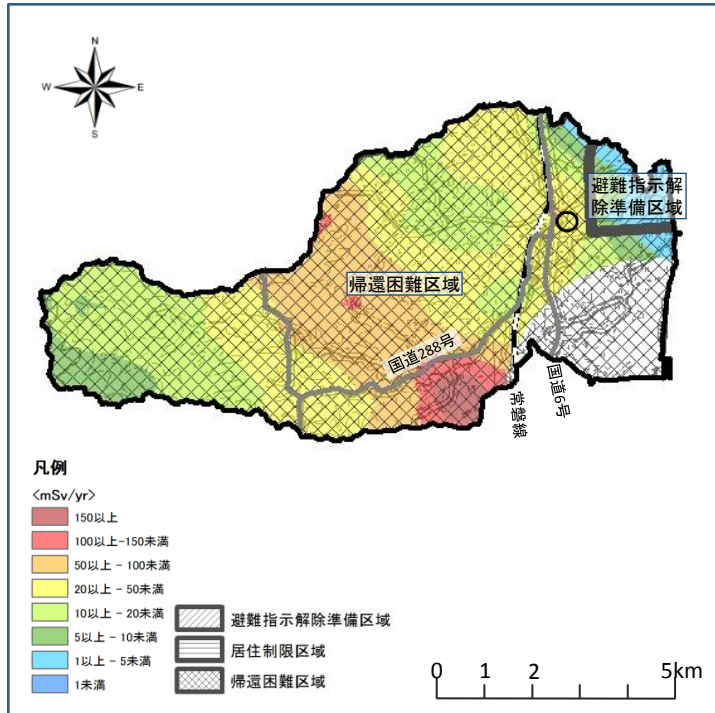 N
W
E
S
避難指示解
除準備区域
帰還困難区域
国道288号
常磐線
国道6号
凡例
<mSv/yr>
150以上
100以上-150未満
50以上 - 100未満
20以上 - 50未満
10以上 - 20未満
5以上 - 10未満
1以上 - 5未満
1未満
避難指示解除準備区域
居住制限区域
帰還困難区域
0 1 2 5km